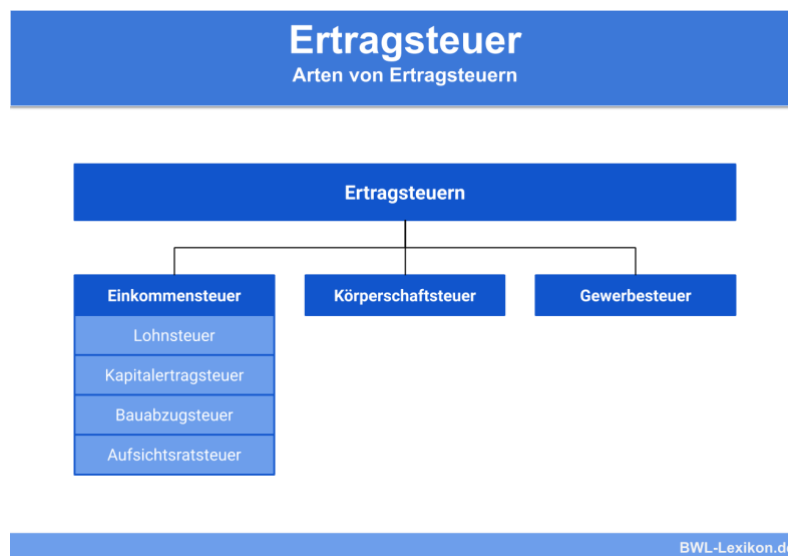 Ertragsteuer
Arten von Ertragsteuern
Ertragsteuern
Einkommensteuer
Körperschaftsteuer
Gewerbesteuer
Lohnsteuer
Kapitalertragsteuer
Bauabzugsteuer
Aufsichtsratsteuer
BWL-Lexikon.de